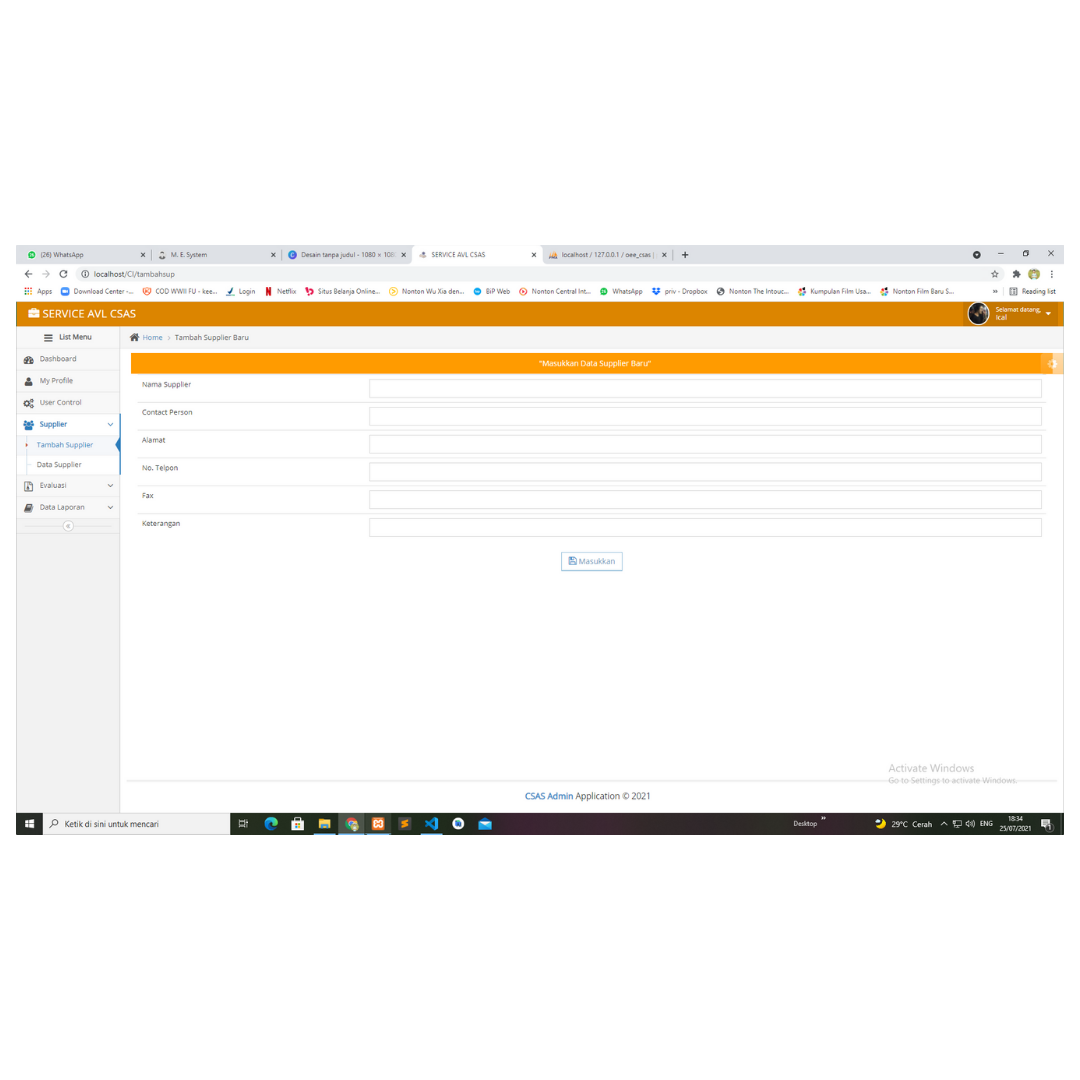 (26) WhatsApp
M. E. System
Desain tanpa judul - 1080 × 108
SERVICE AVL CSAS
localhost / 127.0.0.1 / oee_csas |
localhost/CI/tambahsup
Apps Download Center -... COD WWII FU - kee... Login Netflix Situs Belanja Online... Nonton Wu Xia den... BiP Web Nonton Central Int... WhatsApp priv - Dropbox Nonton The Intouc... Kumpulan Film Usa... Nonton Film Baru S... » Reading list
SERVICE AVL CSAS
Selamat datang,
Ical
List Menu
Home > Tambah Supplier Baru
Dashboard
My Profile
User Control
Supplier
Tambah Supplier
Data Supplier
Evaluasi
Data Laporan
"Masukkan Data Supplier Baru"
Nama Supplier
Contact Person
Alamat
No. Telpon
Fax
Keterangan
Masukkan
Activate Windows
Go to Settings to activate Windows.
CSAS Admin Application © 2021
Ketik di sini untuk mencari
Desktop »
29°C Cerah
ENG
18:34
25/07/2021